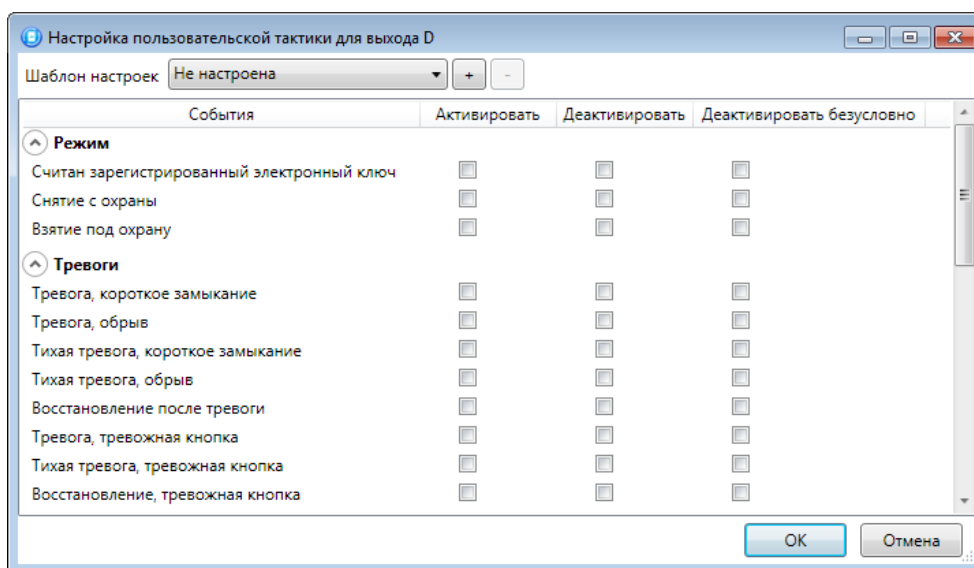 Настройка пользовательской тактики для выхода D
Шаблон настроек Не настроена + -
События Активировать Деактивировать Деактивировать безусловно
Режим
Считан зарегистрированный электронный ключ
Снятие с охраны
Взятие под охрану
Тревоги
Тревога, короткое замыкание
Тревога, обрыв
Тихая тревога, короткое замыкание
Тихая тревога, обрыв
Восстановление после тревоги
Тревога, тревожная кнопка
Тихая тревога, тревожная кнопка
Восстановление, тревожная кнопка
OK Отмена